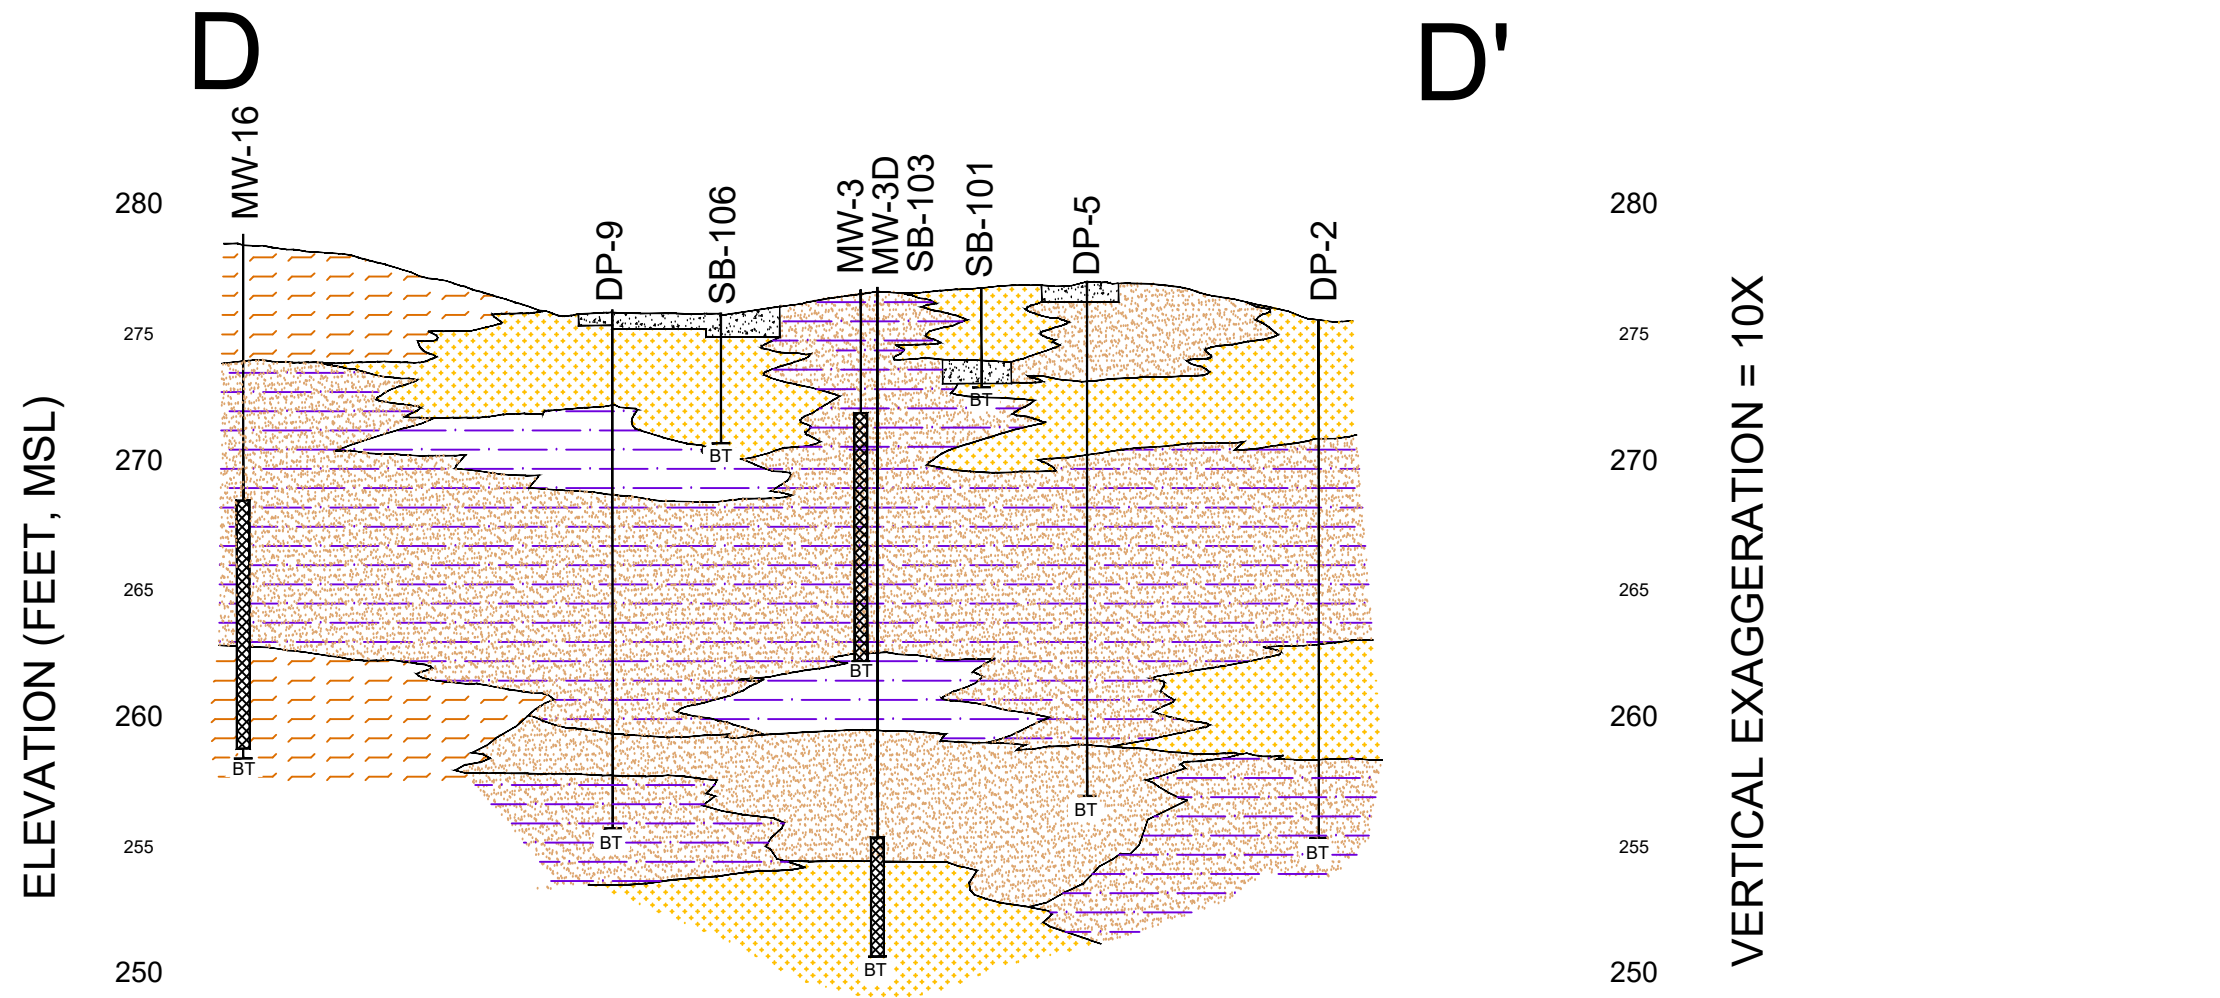 D
D'
MW-16
DP-9
SB-106
MW-3
MW-3D
SB-103
SB-101
DP-5
DP-2
280
280
275
275
270
270
265
265
260
260
255
255
250
250
ELEVATION (FEET, MSL)
VERTICAL EXAGGERATION = 10X
BT
BT
BT
BT
BT
BT
BT
BT
BT